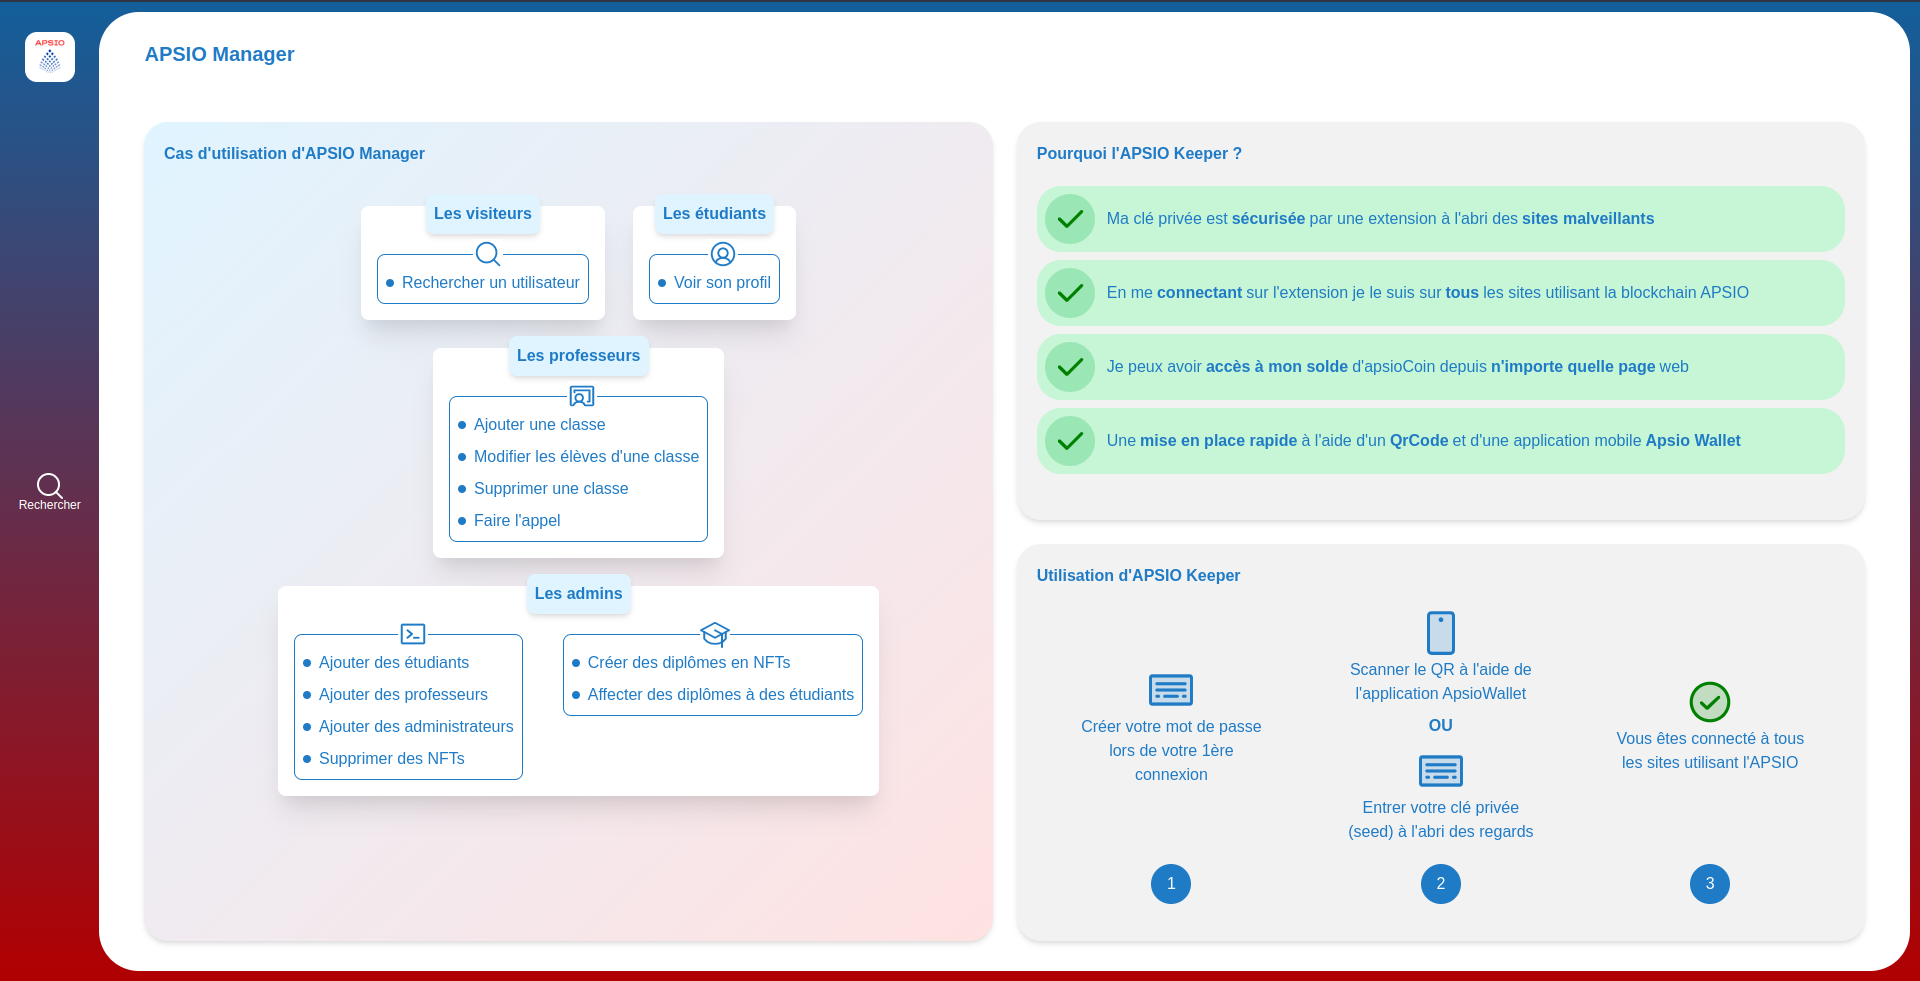 APSIO
APSIO Manager
Rechercher
Cas d'utilisation d'APSIO Manager
Les visiteurs
Rechercher un utilisateur
Les étudiants
Voir son profil
Les professeurs
Ajouter une classe
Modifier les élèves d'une classe
Supprimer une classe
Faire l'appel
Les admins
Ajouter des étudiants
Ajouter des professeurs
Ajouter des administrateurs
Supprimer des NFTs
Créer des diplômes en NFTs
Affecter des diplômes à des étudiants
Pourquoi l'APSIO Keeper ?
Ma clé privée est sécurisée par une extension à l'abri des sites malveillants
En me connectant sur l'extension je le suis sur tous les sites utilisant la blockchain APSIO
Je peux avoir accès à mon solde d'apsioCoin depuis n'importe quelle page web
Une mise en place rapide à l'aide d'un QrCode et d'une application mobile Apsio Wallet
Utilisation d'APSIO Keeper
Créer votre mot de passe
lors de votre 1ère
connexion
1
Scanner le QR à l'aide de
l'application ApsioWallet
OU
Entrer votre clé privée
(seed) à l'abri des regards
2
Vous êtes connecté à tous
les sites utilisant l'APSIO
3